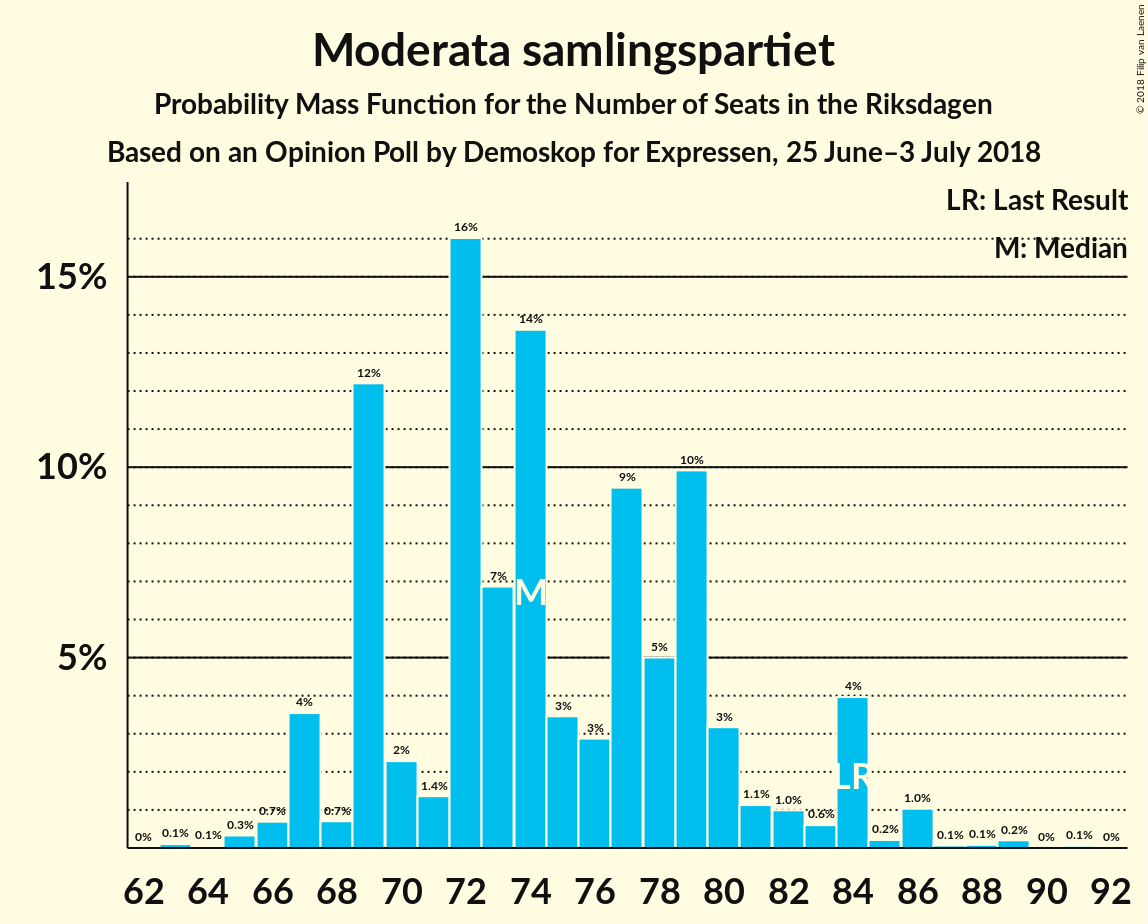 © 2018 Filip van Laenen
Moderata samlingspartiet
Probability Mass Function for the Number of Seats in the Riksdagen
Based on an Opinion Poll by Demoskop for Expressen, 25 June–3 July 2018
LR: Last Result
M: Median
15%
10%
5%
0% 0.1% 0.1% 0.3% 0.7% 4% 0.7% 12% 2% 1.4% 16% 7% 14% 3% 3% 9% 5% 10% 3% 1.1% 1.0% 0.6% 4% 0.2% 1.0% 0.1% 0.1% 0.2% 0% 0.1% 0%
M
LR
62 64 66 68 70 72 74 76 78 80 82 84 86 88 90 92